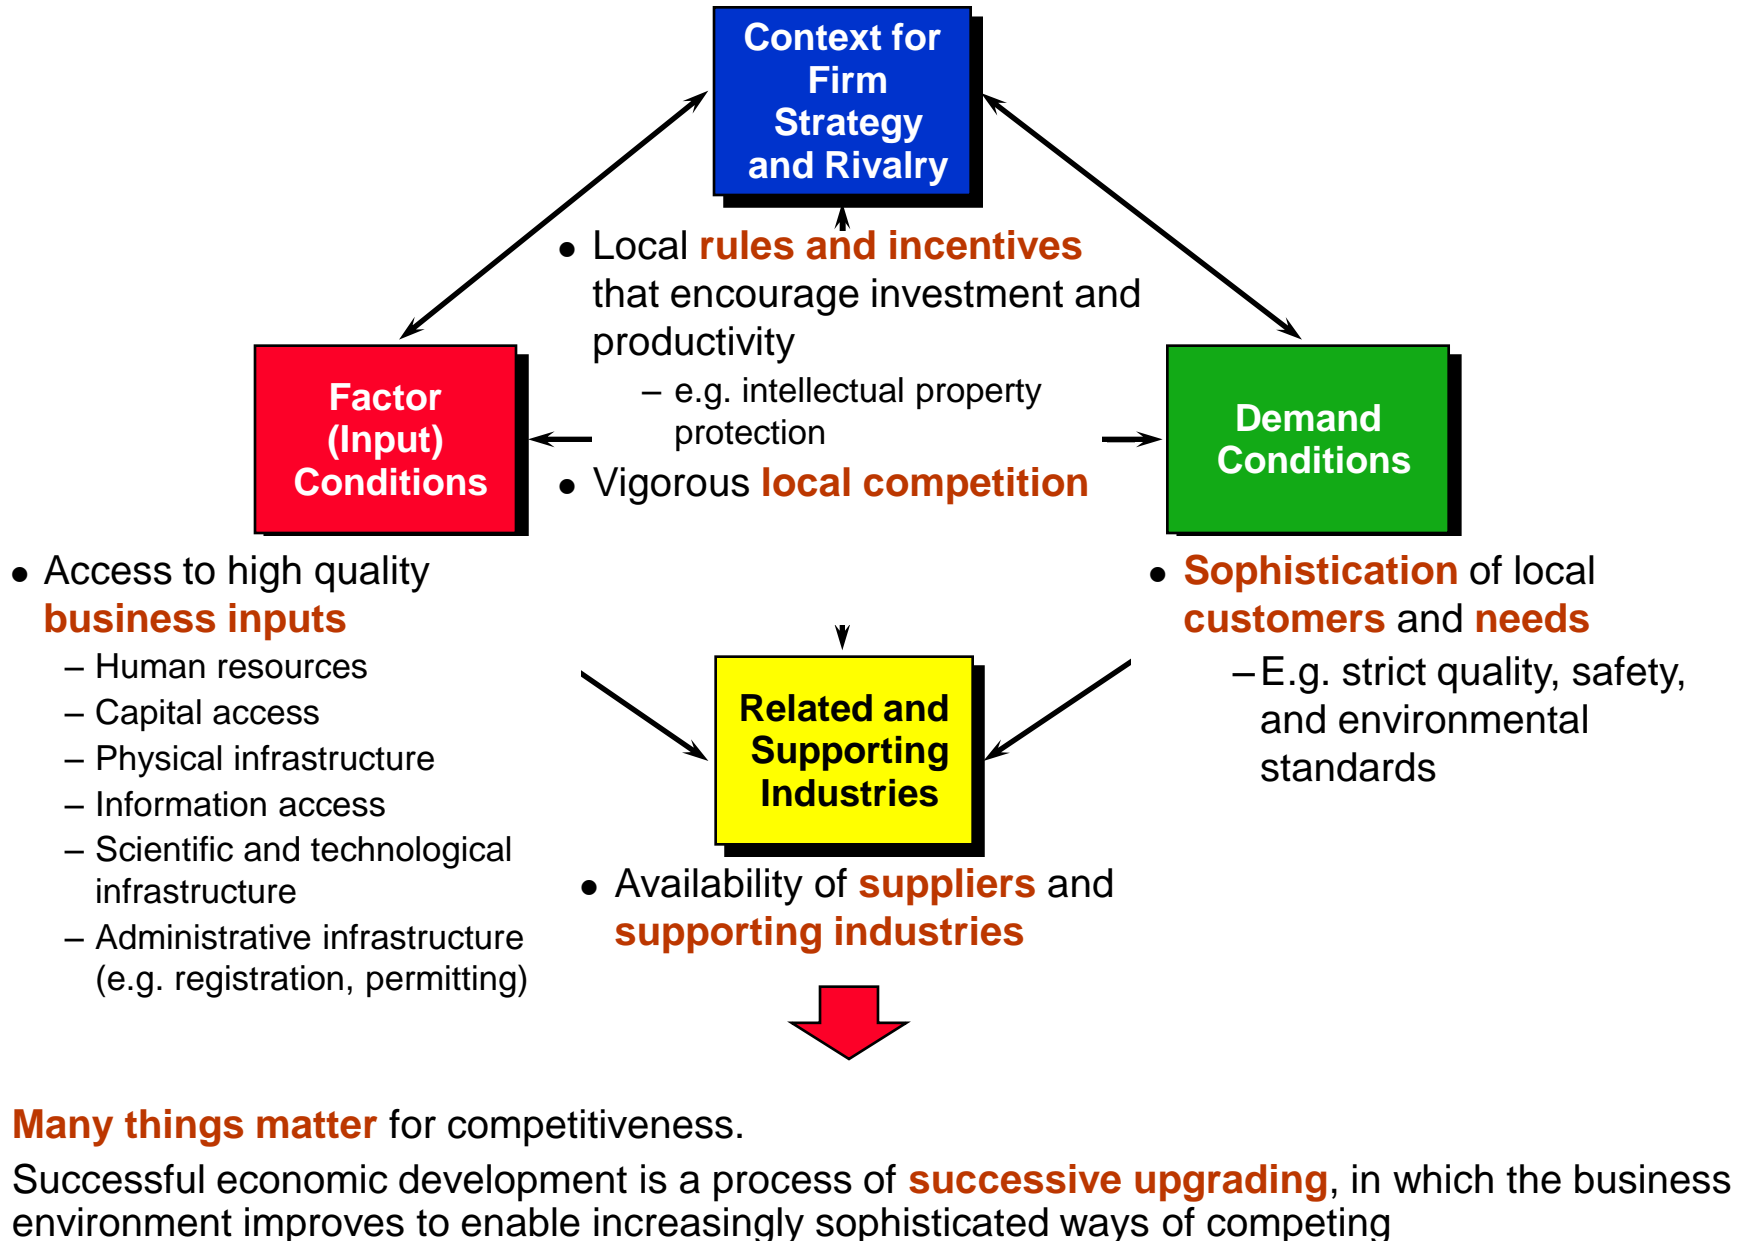 Context for
Firm
Strategy
and Rivalry
● Local rules and incentives
that encourage investment and
productivity
– e.g. intellectual property
protection
● Vigorous local competition
Factor
(Input)
Conditions
Demand
Conditions
● Access to high quality
business inputs
– Human resources
– Capital access
– Physical infrastructure
– Information access
– Scientific and technological
infrastructure
– Administrative infrastructure
(e.g. registration, permitting)
● Sophistication of local
customers and needs
– E.g. strict quality, safety,
and environmental
standards
Related and
Supporting
Industries
● Availability of suppliers and
supporting industries
Many things matter for competitiveness.
Successful economic development is a process of successive upgrading, in which the business
environment improves to enable increasingly sophisticated ways of competing